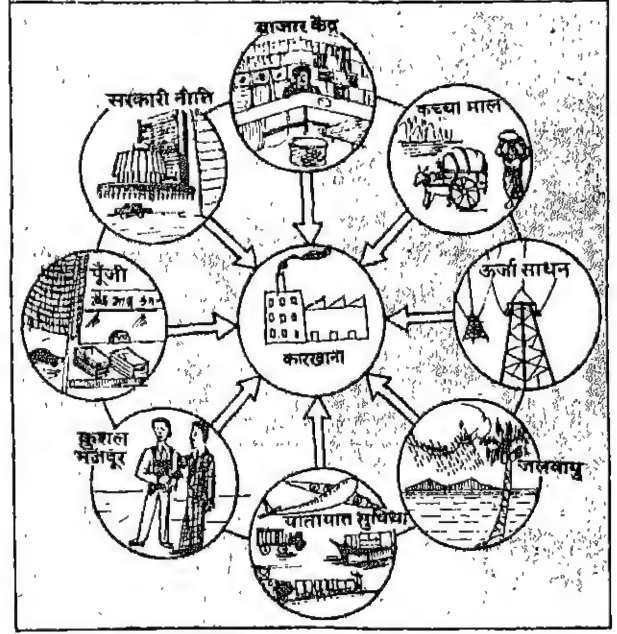 बाजार केंद्र
सरकारी नीति
कच्चा माल
पूँजी
ऊर्जा साधन
कारखाना
कुशल
मजदूर
जलवायु
यातायात सुविधा